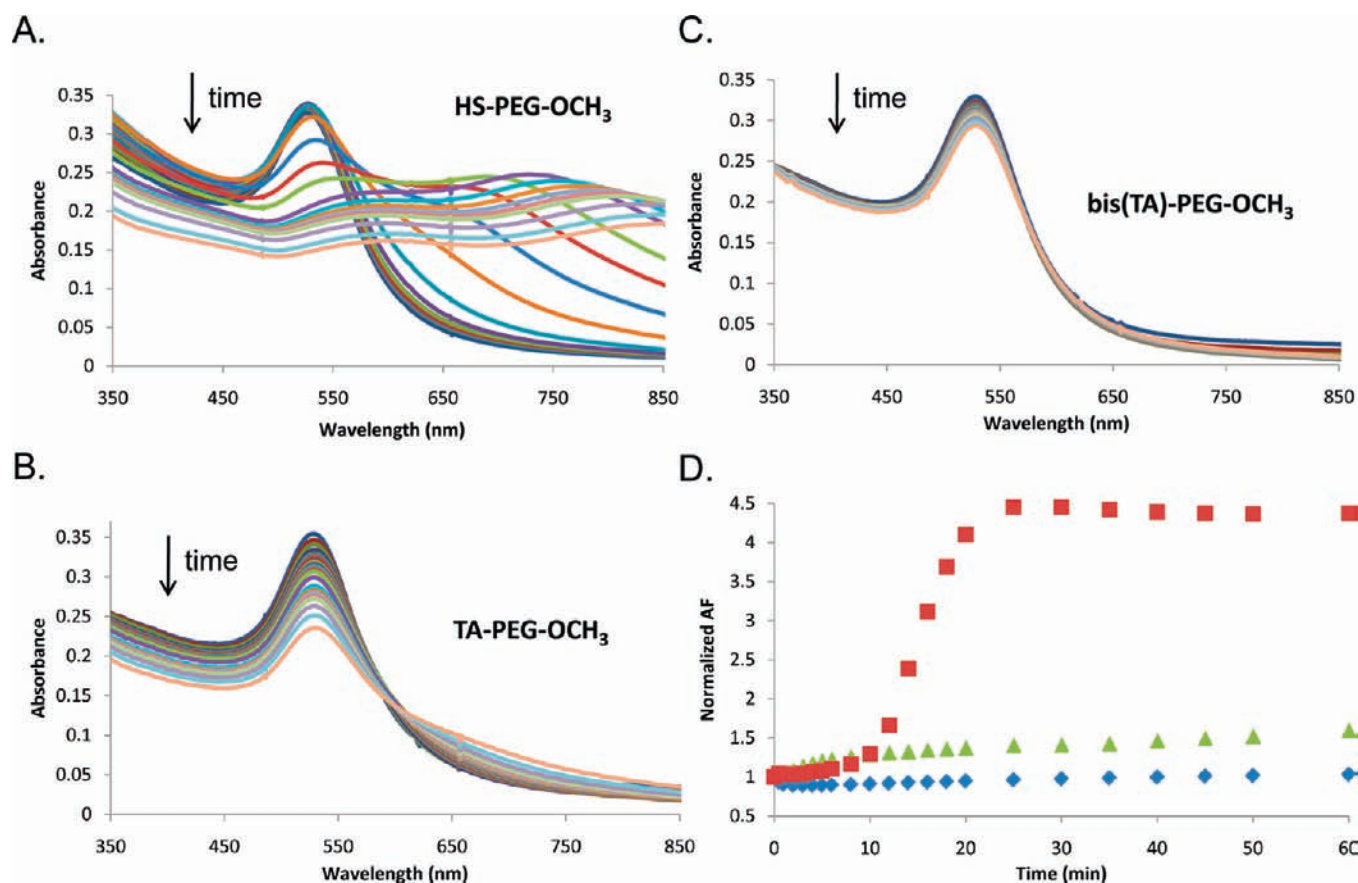 A.
time
HS-PEG-OCH3
Absorbance
0.35
0.3
0.25
0.2
0.15
0.1
0.05
0
350 450 550 650 750 850
Wavelength (nm)
B.
time
TA-PEG-OCH3
Absorbance
0.35
0.3
0.25
0.2
0.15
0.1
0.05
0
350 450 550 650 750 850
Wavelength (nm)
C.
time
bis(TA)-PEG-OCH3
Absorbance
0.35
0.3
0.25
0.2
0.15
0.1
0.05
0
350 450 550 650 750 850
Wavelength (nm)
D.
Normalized AF
4.5
4
3.5
3
2.5
2
1.5
1
0.5
0 10 20 30 40 50 60
Time (min)